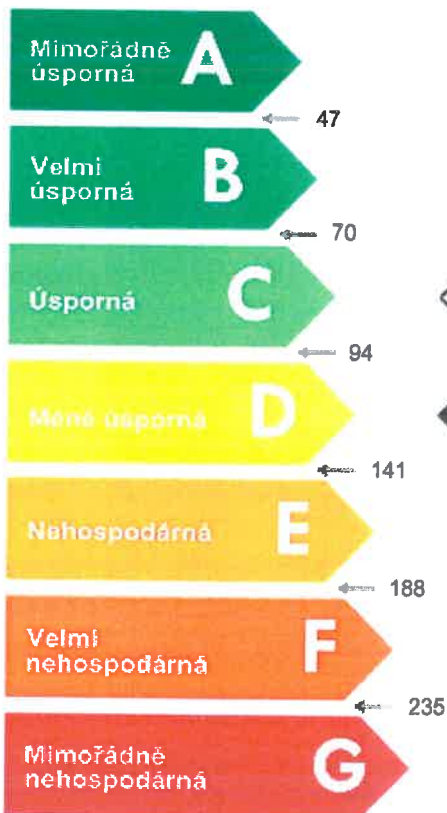 Mimořádně
úsporná
A
47
Velmi
úsporná
B
70
Úsporná
C
94
Méně úsporná
D
141
Nehospodárná
E
188
Velmi
nehospodárná
F
235
Mimořádně
nehospodárná
G